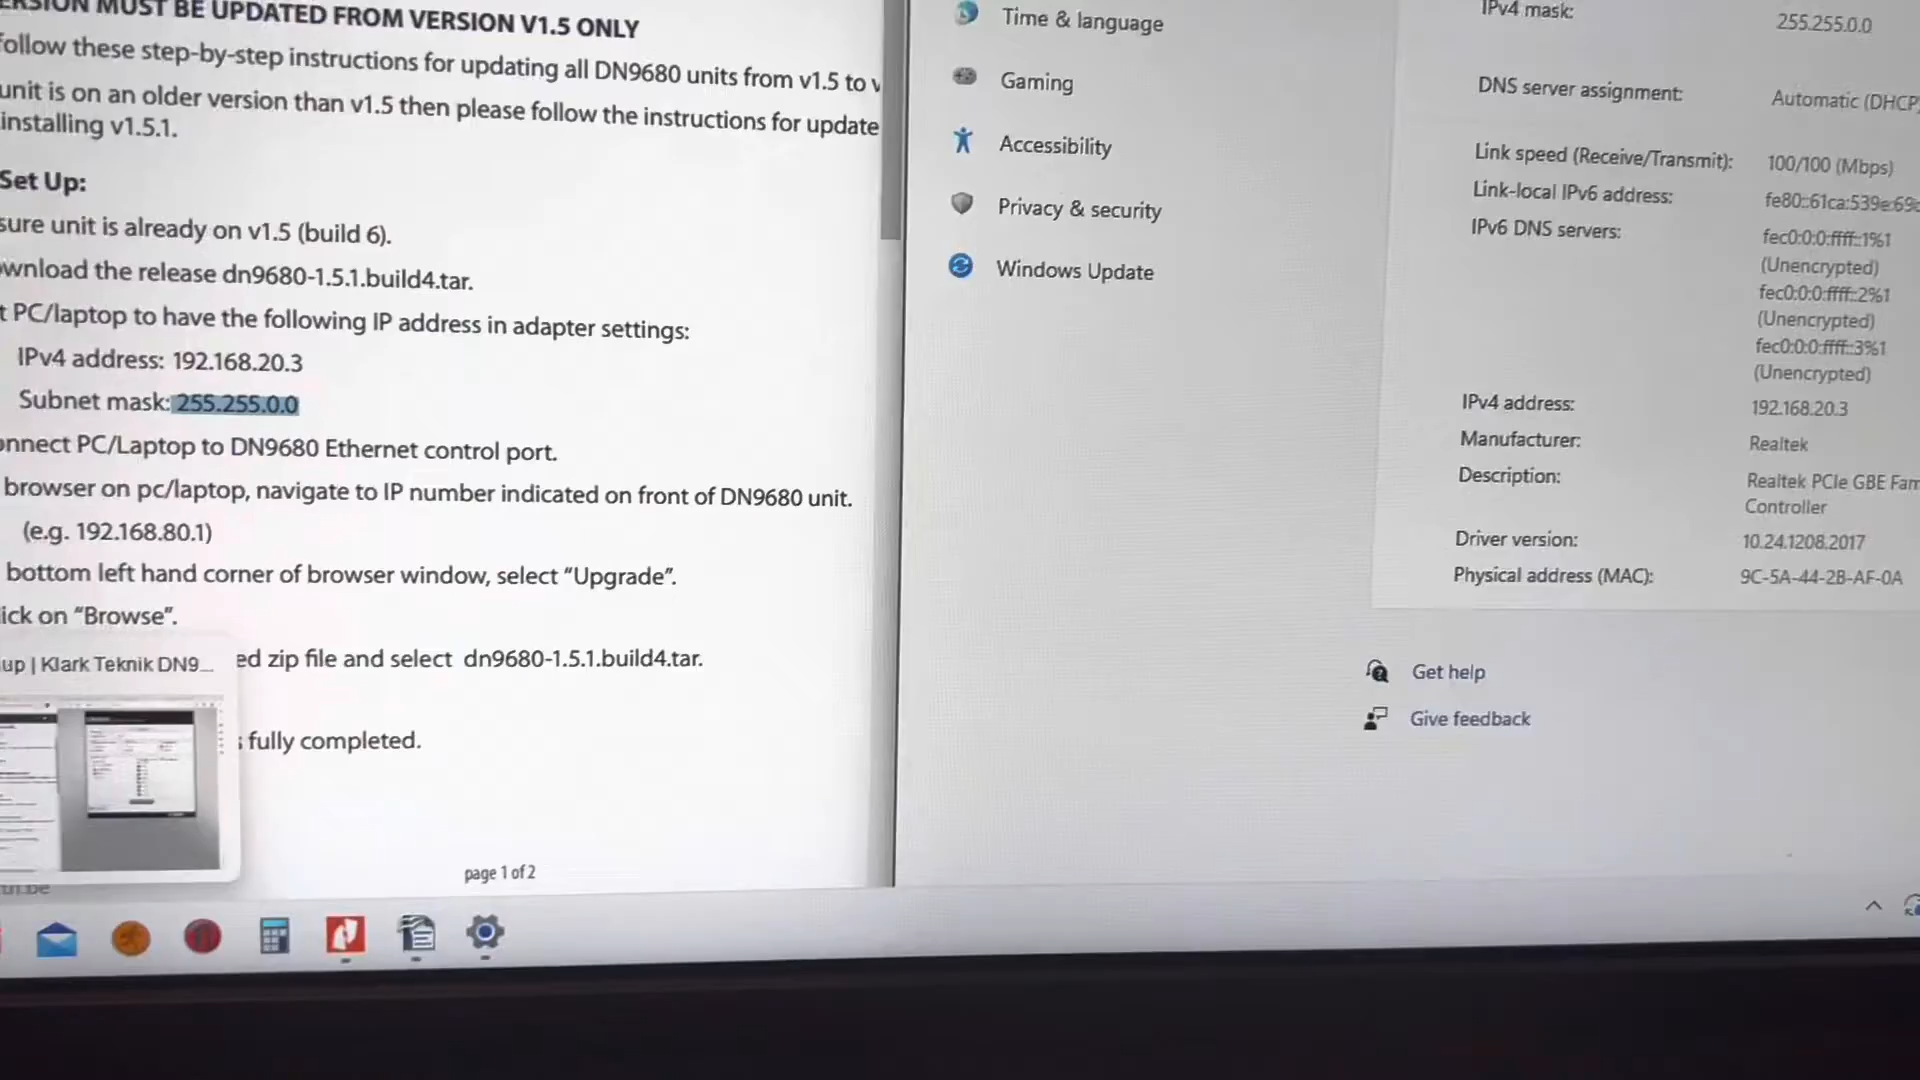 VERSION MUST BE UPDATED FROM VERSION V1.5 ONLY
follow these step-by-step instructions for updating all DN9680 units from v1.5 to v
unit is on an older version than v1.5 then please follow the instructions for update
installing v1.5.1.
Set Up:
sure unit is already on v1.5 (build 6).
wnload the release dn9680-1.5.1.build4.tar.
t PC/laptop to have the following IP address in adapter settings:
IPv4 address: 192.168.20.3
Subnet mask: 255.255.0.0
onnect PC/Laptop to DN9680 Ethernet control port.
browser on pc/laptop, navigate to IP number indicated on front of DN9680 unit.
(e.g. 192.168.80.1)
bottom left hand corner of browser window, select “Upgrade”.
ick on “Browse”.
up | Klark Teknik DN9...
ed zip file and select dn9680-1.5.1.build4.tar.
fully completed.
page 1 of 2
Time & language
Gaming
Accessibility
Privacy & security
Windows Update
IPv4 mask: 255.255.0.0
DNS server assignment: Automatic (DHCP)
Link speed (Receive/Transmit): 100/100 (Mbps)
Link-local IPv6 address: fe80::61ca:539e:69
IPv6 DNS servers: fec0:0:0:ffff::1%1
(Unencrypted)
fec0:0:0:ffff::2%1
(Unencrypted)
fec0:0:0:ffff::3%1
(Unencrypted)
IPv4 address: 192.168.20.3
Manufacturer: Realtek
Description: Realtek PCIe GBE Fam
Controller
Driver version: 10.24.1208.2017
Physical address (MAC): 9C-5A-44-2B-AF-0A
Get help
Give feedback